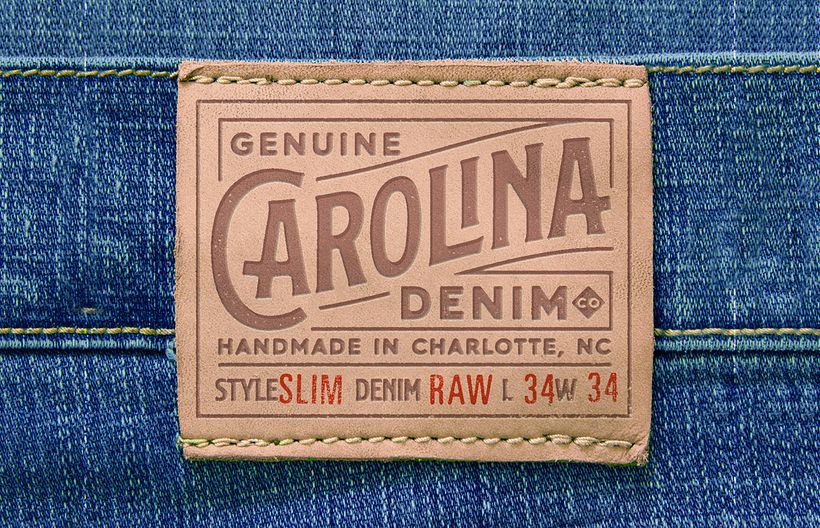 GENUINE
CAROLINA
DENIM CO
HANDMADE IN CHARLOTTE, NC
STYLE SLIM DENIM RAW L 34 W 34